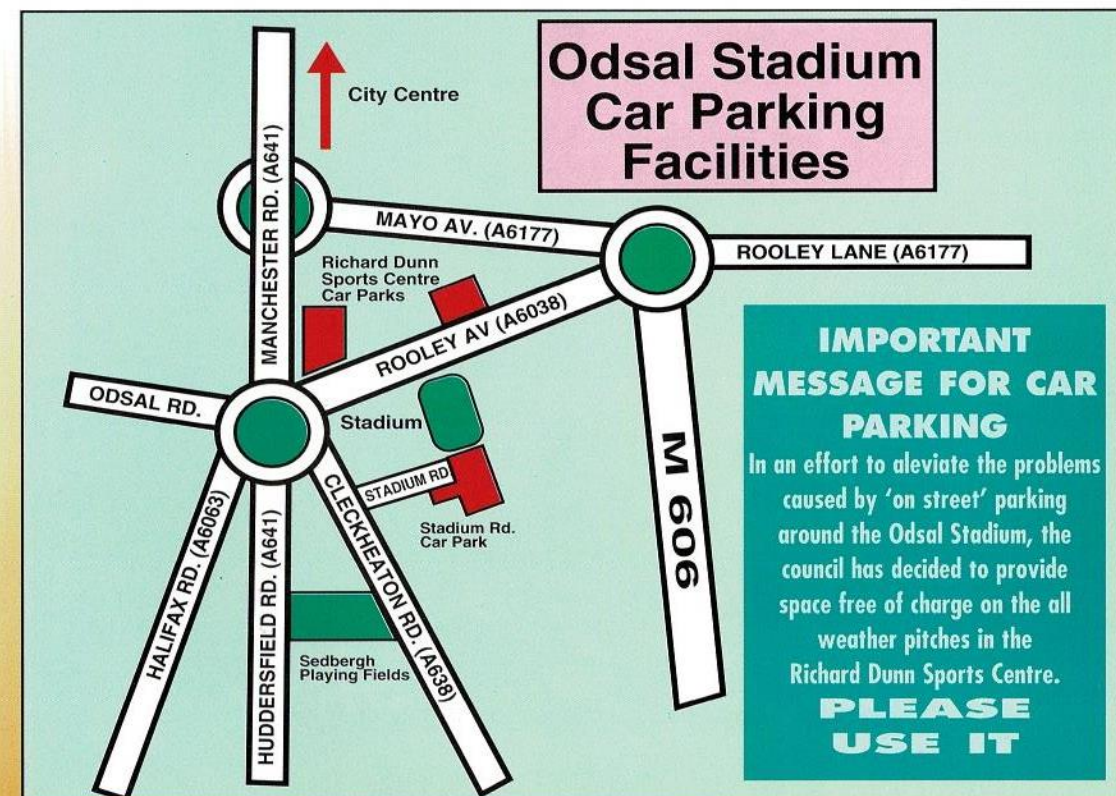 Odsal Stadium
Car Parking
Facilities
City Centre
MANCHESTER RD. (A641)
MAYO AV. (A6177)
ROOLEY LANE (A6177)
Richard Dunn
Sports Centre
Car Parks
ROOLEY AV (A6038)
ODSAL RD.
Stadium
STADIUM RD
Stadium Rd.
Car Park
M 606
HALIFAX RD. (A6063)
HUDDERSFIELD RD. (A641)
CLECKHEATON RD. (A638)
Sedbergh
Playing Fields
IMPORTANT
MESSAGE FOR CAR
PARKING
In an effort to aleviate the problems
caused by ‘on street’ parking
around the Odsal Stadium, the
council has decided to provide
space free of charge on the all
weather pitches in the
Richard Dunn Sports Centre.
PLEASE
USE IT